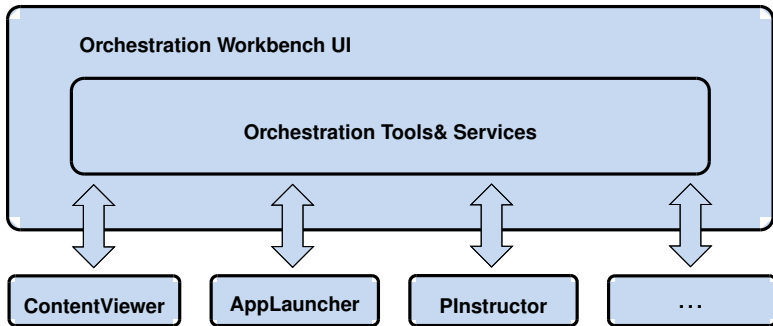 Orchestration Workbench UI
Orchestration Tools& Services
ContentViewer
AppLauncher
PInstructor
...